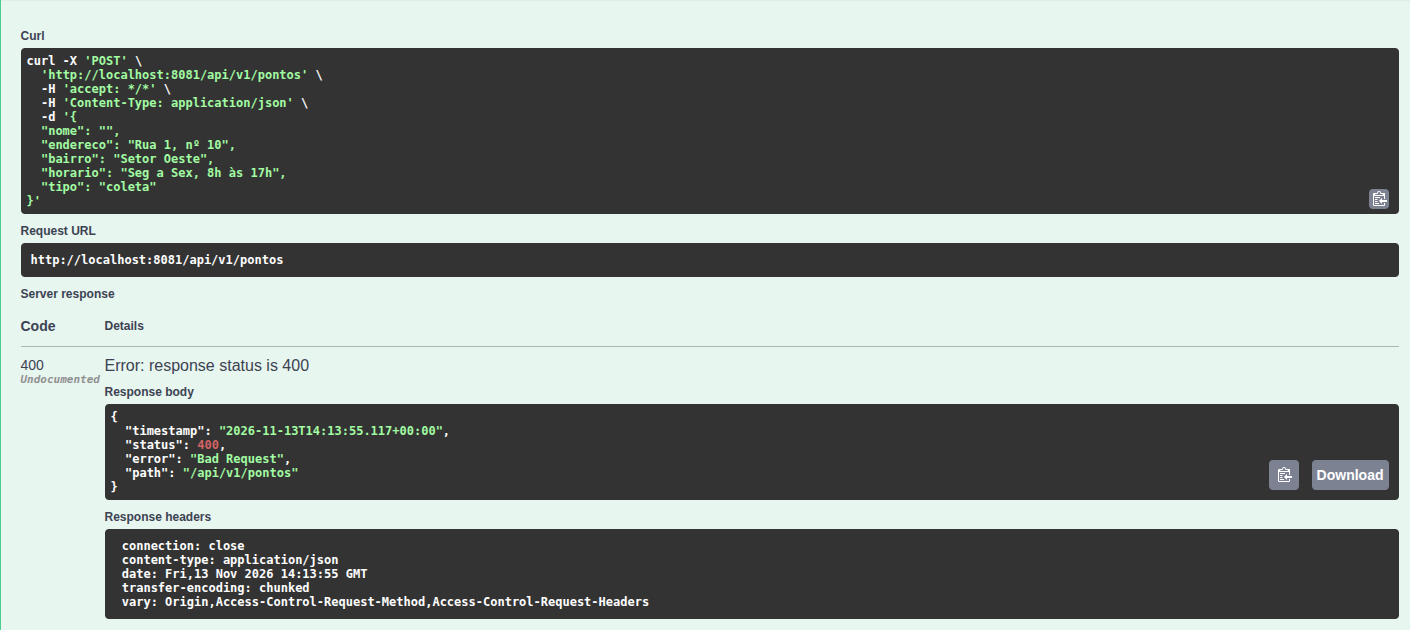 Curl
curl -X 'POST' \
  'http://localhost:8081/api/v1/pontos' \
  -H 'accept: */*' \
  -H 'Content-Type: application/json' \
  -d '{
  "nome": "",
  "endereco": "Rua 1, nº 10",
  "bairro": "Setor Oeste",
  "horario": "Seg a Sex, 8h às 17h",
  "tipo": "coleta"
}'
Request URL
http://localhost:8081/api/v1/pontos
Server response
Code Details
400 Error: response status is 400
Undocumented
Response body
{
  "timestamp": "2026-11-13T14:13:55.117+00:00",
  "status": 400,
  "error": "Bad Request",
  "path": "/api/v1/pontos"
}
Download
Response headers
connection: close
content-type: application/json
date: Fri,13 Nov 2026 14:13:55 GMT
transfer-encoding: chunked
vary: Origin,Access-Control-Request-Method,Access-Control-Request-Headers